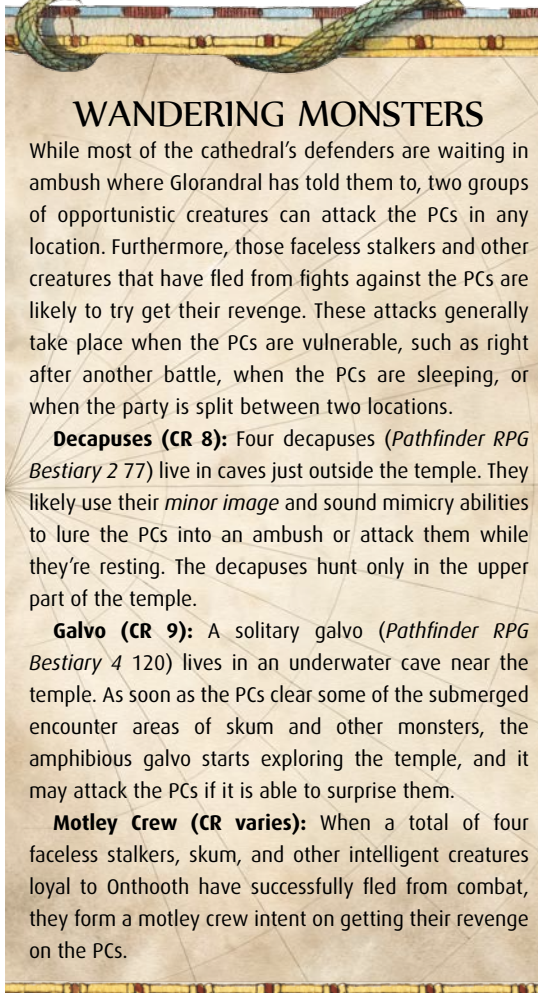 WANDERING MONSTERS
While most of the cathedral’s defenders are waiting in
ambush where Glorandral has told them to, two groups
of opportunistic creatures can attack the PCs in any
location. Furthermore, those faceless stalkers and other
creatures that have fled from fights against the PCs are
likely to try get their revenge. These attacks generally
take place when the PCs are vulnerable, such as right
after another battle, when the PCs are sleeping, or
when the party is split between two locations.
Decapuses (CR 8): Four decapuses (Pathfinder RPG
Bestiary 2 77) live in caves just outside the temple. They
likely use their minor image and sound mimicry abilities
to lure the PCs into an ambush or attack them while
they’re resting. The decapuses hunt only in the upper
part of the temple.
Galvo (CR 9): A solitary galvo (Pathfinder RPG
Bestiary 4 120) lives in an underwater cave near the
temple. As soon as the PCs clear some of the submerged
encounter areas of skum and other monsters, the
amphibious galvo starts exploring the temple, and it
may attack the PCs if it is able to surprise them.
Motley Crew (CR varies): When a total of four
faceless stalkers, skum, and other intelligent creatures
loyal to Onthooth have successfully fled from combat,
they form a motley crew intent on getting their revenge
on the PCs.